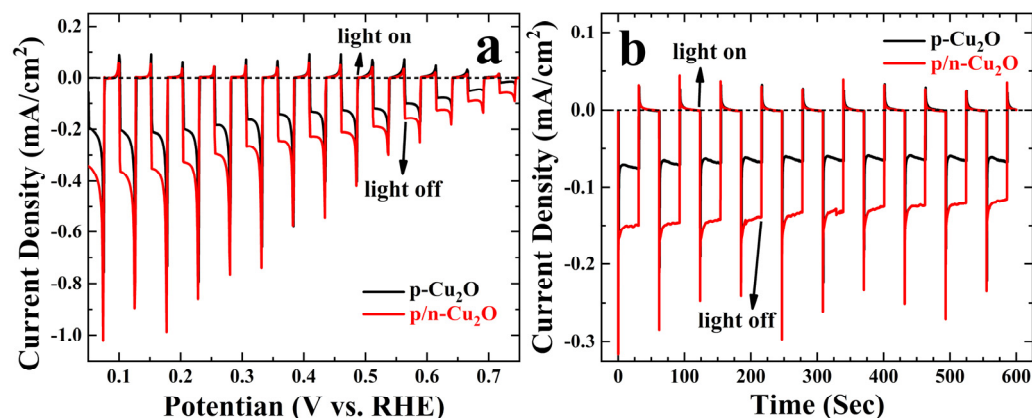 a
light on
light off
p-Cu₂O
p/n-Cu₂O
Current Density (mA/cm²)
0.2
0.0
-0.2
-0.4
-0.6
-0.8
-1.0
0.1 0.2 0.3 0.4 0.5 0.6 0.7
Potentian (V vs. RHE)
b
light on
p-Cu₂O
p/n-Cu₂O
light off
Current Density (mA/cm²)
0.1
0.0
-0.1
-0.2
-0.3
0 100 200 300 400 500 600
Time (Sec)